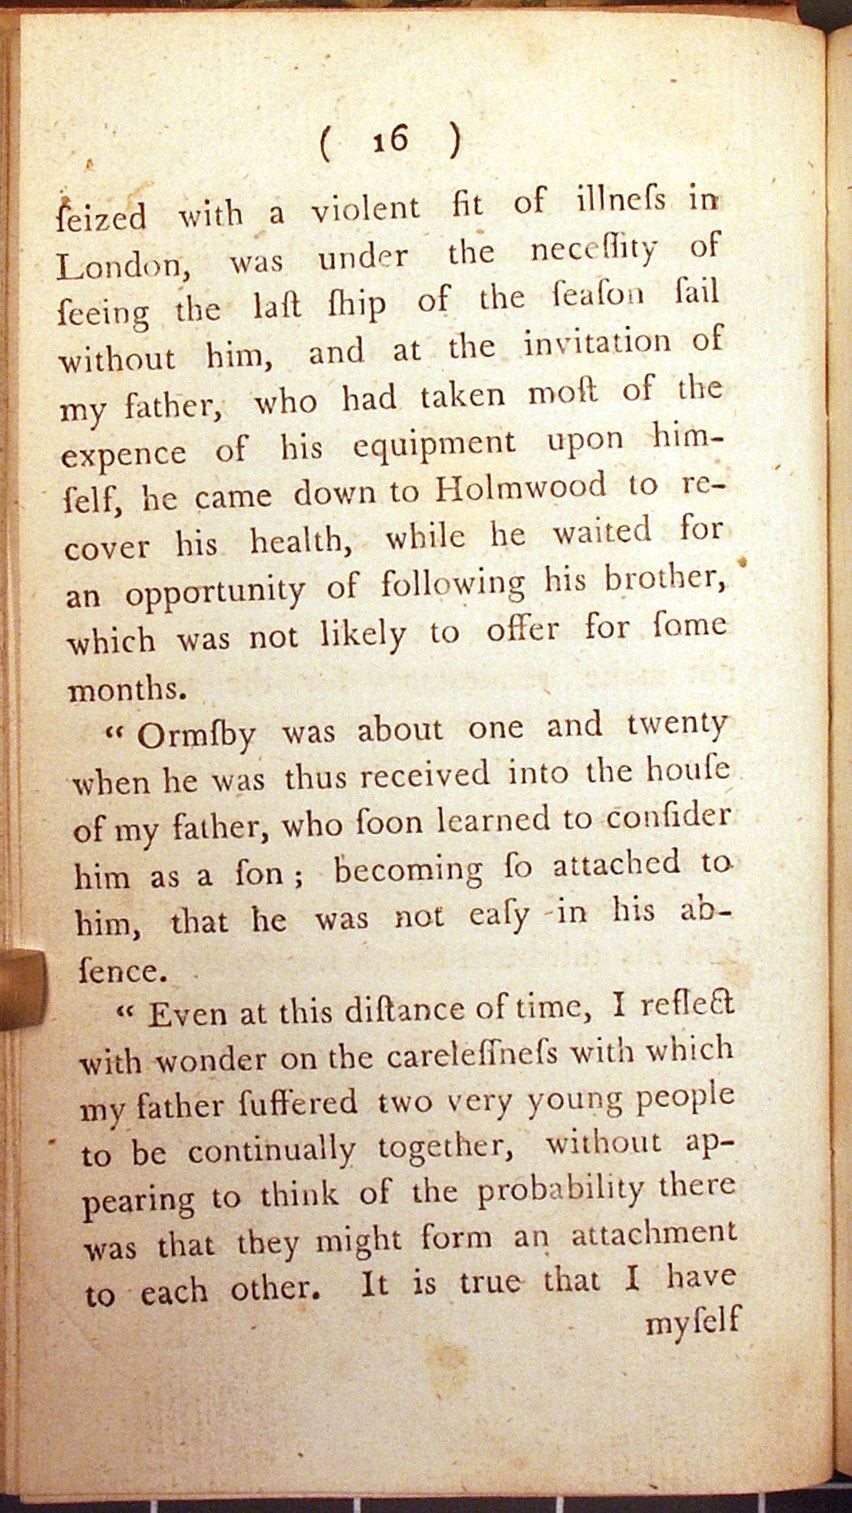 ( 16 )
ſeized with a violent fit of illneſs in
London, was under the neceſſity of
ſeeing the laſt ſhip of the ſeaſon ſail
without him, and at the invitation of
my father, who had taken moſt of the
expence of his equipment upon him-
ſelf, he came down to Holmwood to re-
cover his health, while he waited for
an opportunity of following his brother,
which was not likely to offer for ſome
months.
“ Ormſby was about one and twenty
when he was thus received into the houſe
of my father, who ſoon learned to conſider
him as a ſon ; becoming ſo attached to
him, that he was not eaſy in his ab-
ſence.
“ Even at this diſtance of time, I reflect
with wonder on the careleſſneſs with which
my father ſuffered two very young people
to be continually together, without ap-
pearing to think of the probability there
was that they might form an attachment
to each other. It is true that I have
myſelf